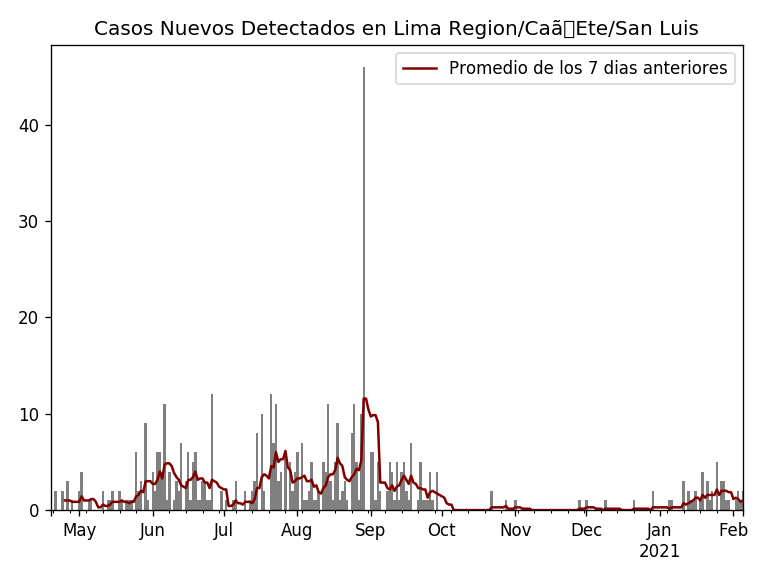 Casos Nuevos Detectados en Lima Region/Caã▯Ete/San Luis
Promedio de los 7 dias anteriores
40
30
20
10
0
May Jun Jul Aug Sep Oct Nov Dec Jan Feb
2021